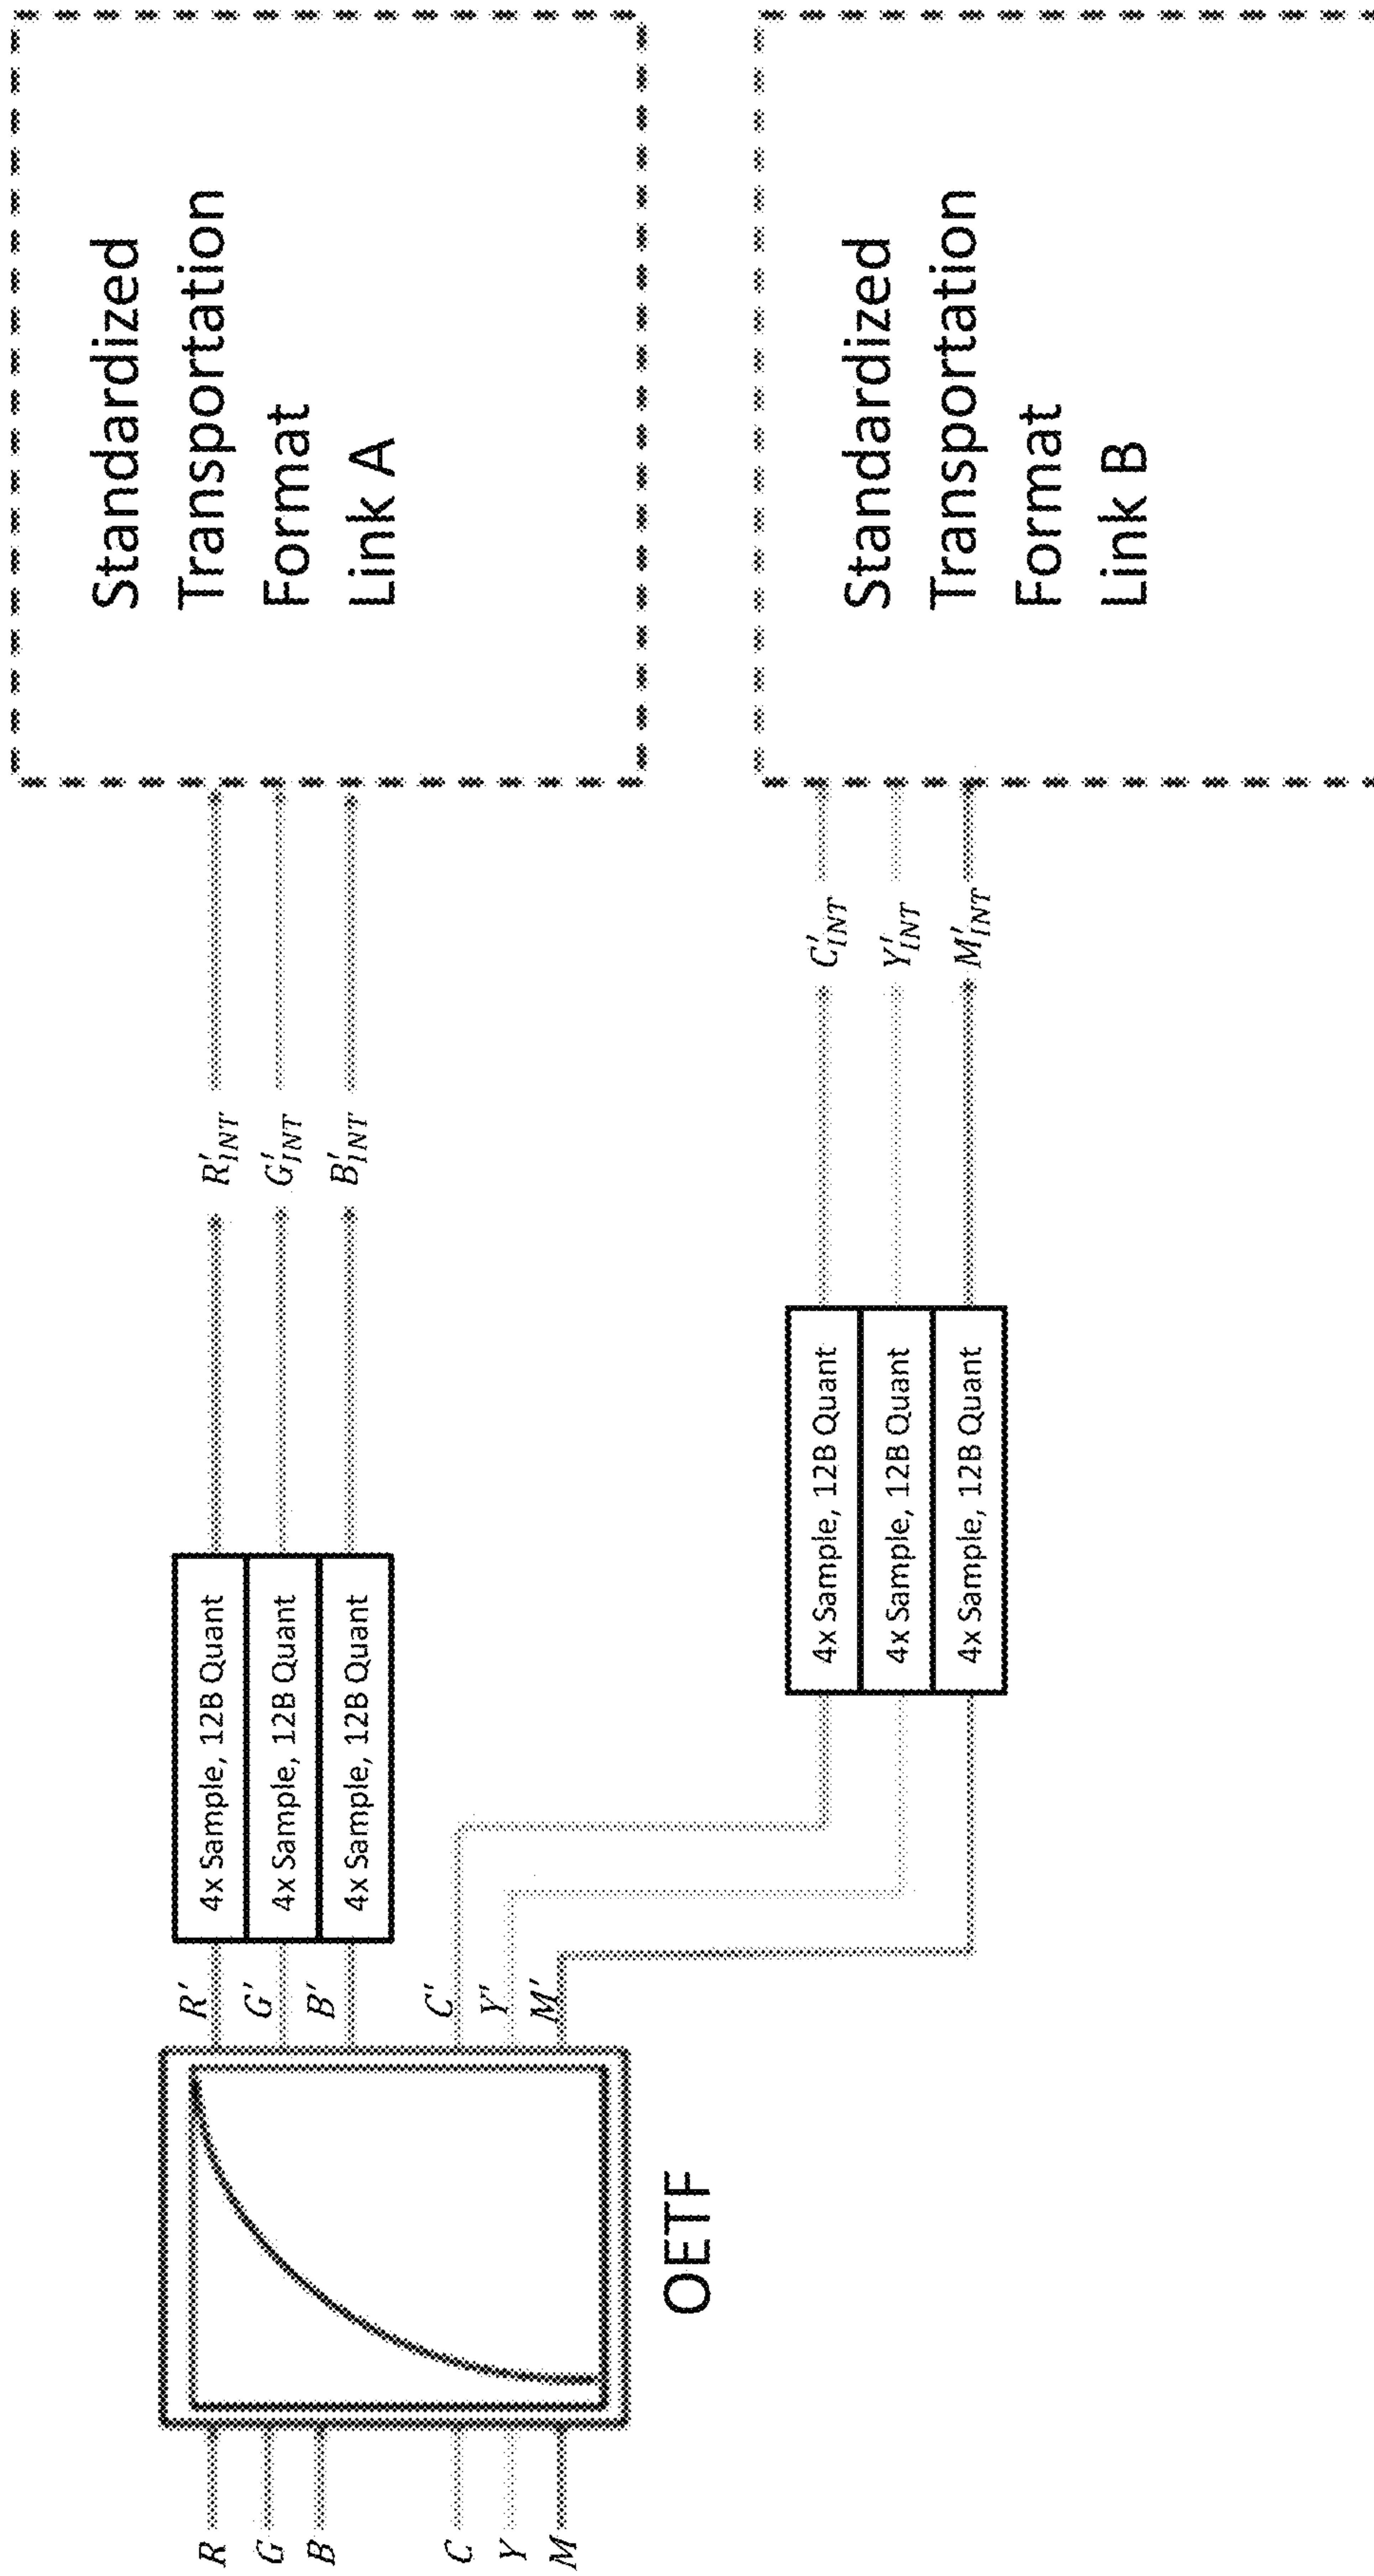 R
G
B
C
Y
M
OETF
R'
G'
B'
C'
Y'
M'
4x Sample, 12B Quant
4x Sample, 12B Quant
4x Sample, 12B Quant
4x Sample, 12B Quant
4x Sample, 12B Quant
4x Sample, 12B Quant
R'INT
G'INT
B'INT
C'INT
Y'INT
M'INT
Standardized
Transportation
Format
Link A
Standardized
Transportation
Format
Link B